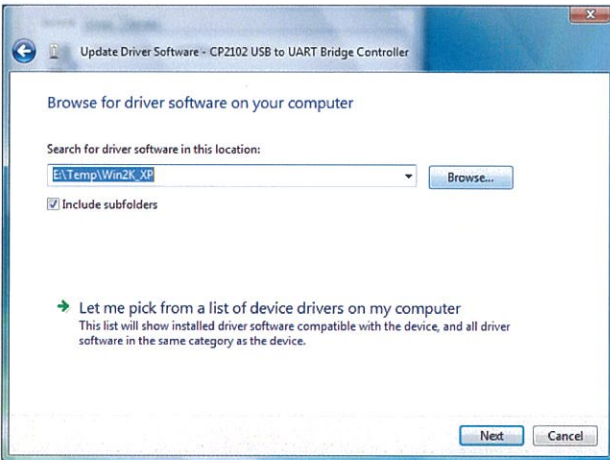 Update Driver Software - CP2102 USB to UART Bridge Controller
Browse for driver software on your computer
Search for driver software in this location:
E:\Temp\Win2K_XP
Browse...
Include subfolders
Let me pick from a list of device drivers on my computer
This list will show installed driver software compatible with the device, and all driver
software in the same category as the device.
Next
Cancel